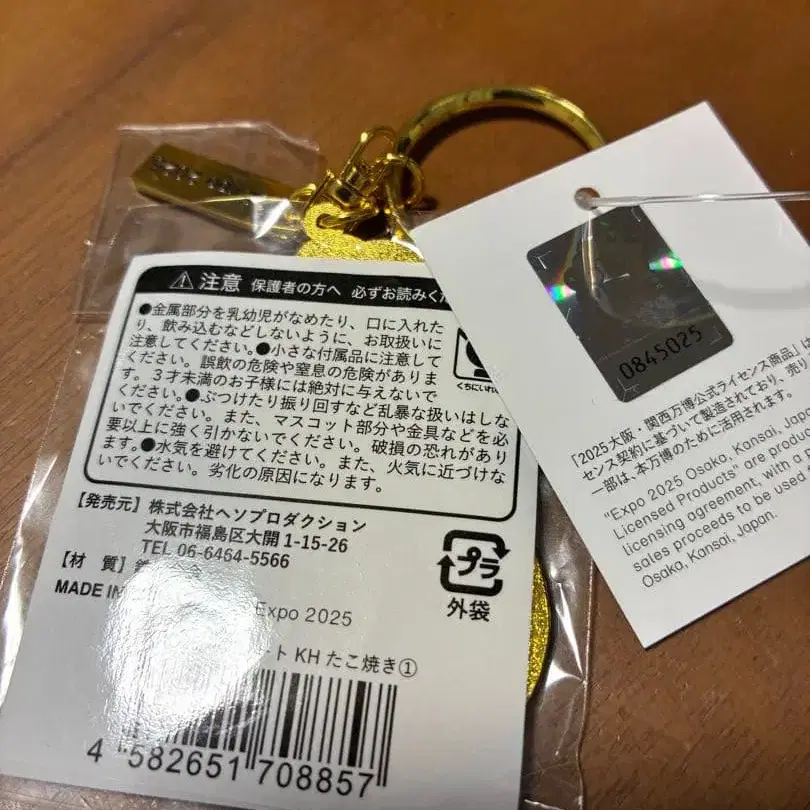 注意 保護者の方へ 必ずお読みくだ
●金属部分を乳幼児がなめたり、口に入れた
り、飲み込むなどしないように、お取扱いに
注意してください。●小さな付属品に注意して
ください。誤飲の危険や窒息の危険がありま
す。3才未満のお子様には絶対に与えないで
ください。●ぶつけたり振り回すなど乱暴な扱いはしな
いでください。また、マスコット部分や金具などを必
要以上に強く引かないでください。破損の恐れがあり
ます。●水気を避けてください。また、火気に近づけな
いでください。劣化の原因になります。
くちにいれ
【発売元】株式会社ヘソプロダクション
大阪市福島区大開1-15-26
TEL 06-6464-5566
【材 質】
MADE IN
Expo 2025
プラ
外袋
ト KH たこ焼き①
4 582651 708857
0845025
「2025大阪・関西万博公式ライセンス商品」は
センス契約に基づいて製造されており、売り
一部は、本万博のために活用されます。
"Expo 2025 Osaka, Kansai, Jap
Licensed Products" are produc
licensing agreement, with a p
sales proceeds to be used
Osaka, Kansai, Japan.